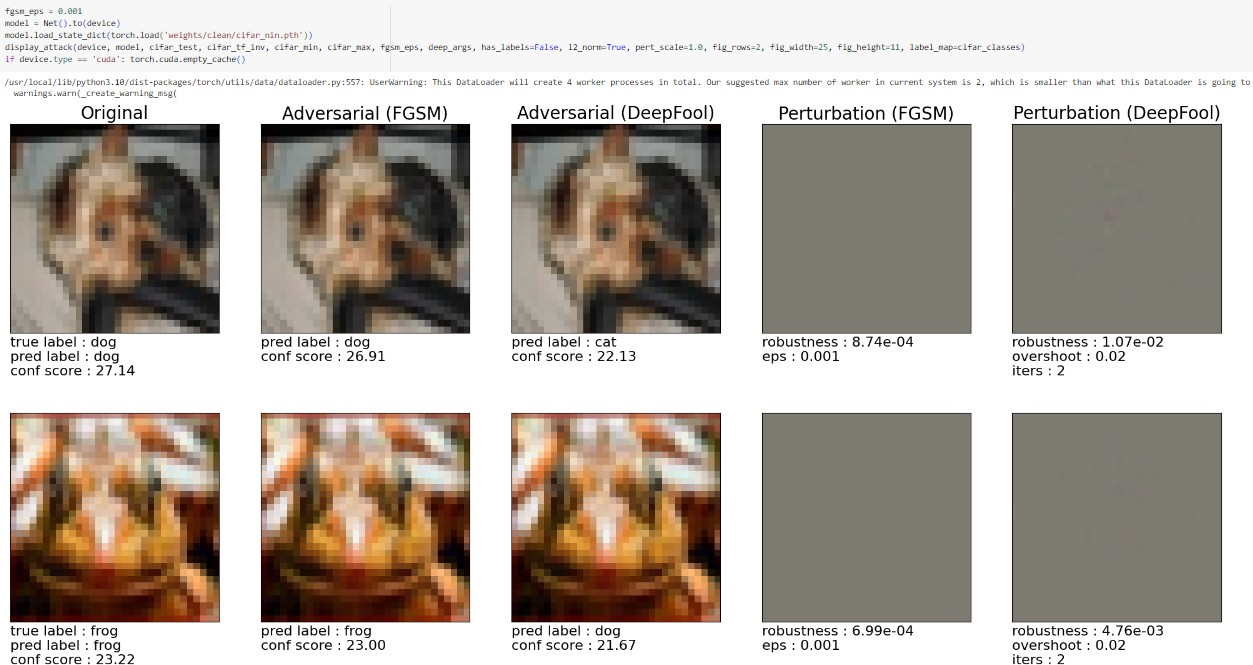 fgsm_eps = 0.001
model = Net().to(device)
model.load_state_dict(torch.load('weights/clean/cifar_nin.pth'))
display_attack(device, model, cifar_test, cifar_tf_inv, cifar_min, cifar_max, fgsm_eps, deep_args, has_labels=False, l2_norm=True, pert_scale=1.0, fig_rows=2, fig_width=25, fig_height=11, label_map=cifar_classes)
if device.type == 'cuda': torch.cuda.empty_cache()
/usr/local/lib/python3.10/dist-packages/torch/utils/data/dataloader.py:557: UserWarning: This DataLoader will create 4 worker processes in total. Our suggested max number of worker in current system is 2, which is smaller than what this DataLoader is going to
warnings.warn(_create_warning_msg(
Original Adversarial (FGSM) Adversarial (DeepFool) Perturbation (FGSM) Perturbation (DeepFool)
true label : dog
pred label : dog
conf score : 27.14
pred label : dog
conf score : 26.91
pred label : cat
conf score : 22.13
robustness : 8.74e-04
eps : 0.001
robustness : 1.07e-02
overshoot : 0.02
iters : 2
true label : frog
pred label : frog
conf score : 23.22
pred label : frog
conf score : 23.00
pred label : dog
conf score : 21.67
robustness : 6.99e-04
eps : 0.001
robustness : 4.76e-03
overshoot : 0.02
iters : 2